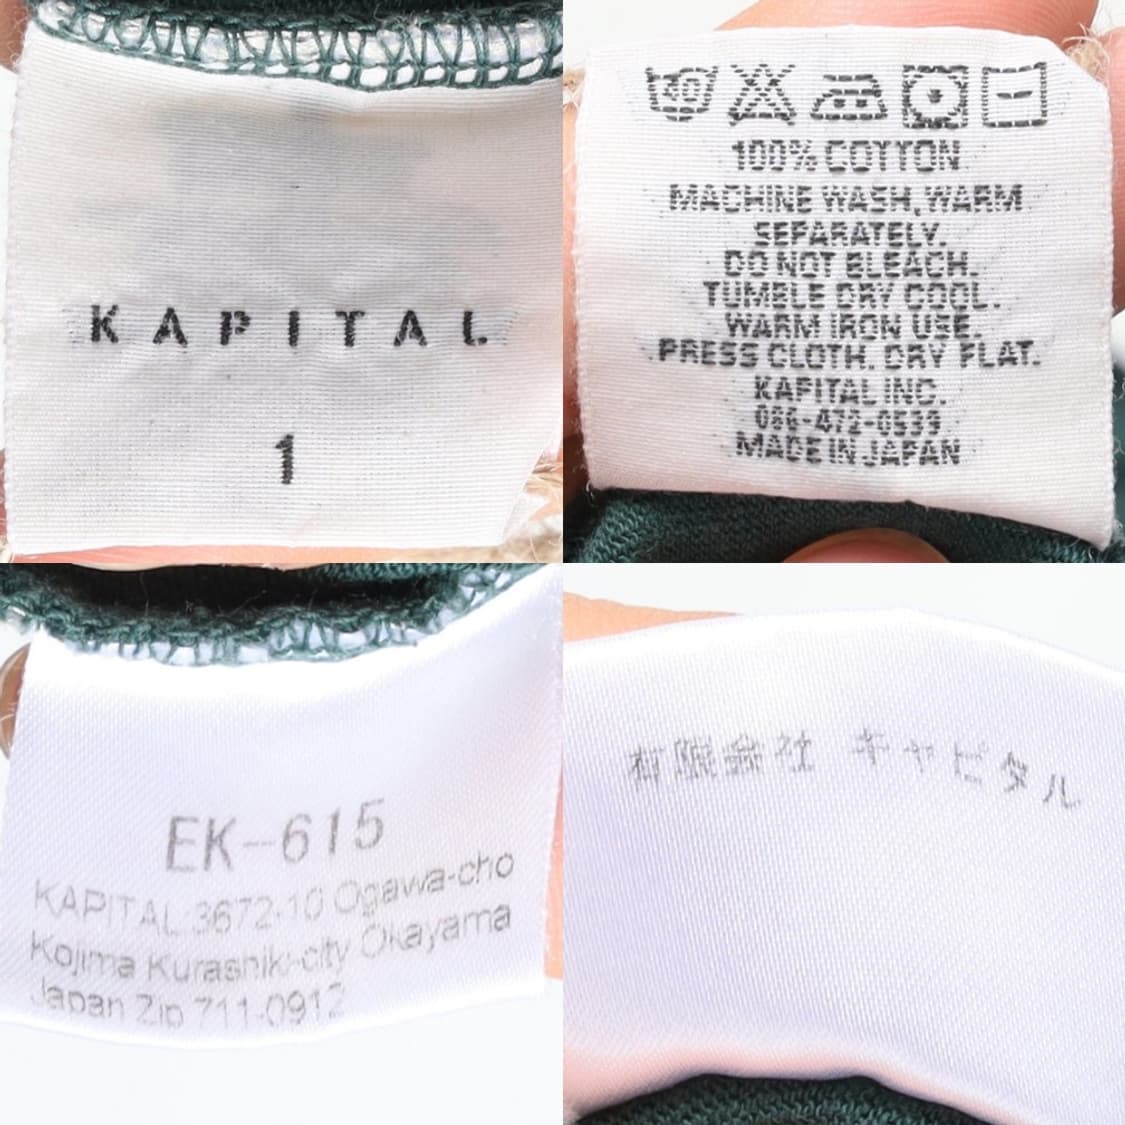 KAPITAL
1
40
100% COTTON
MACHINE WASH, WARM
SEPARATELY.
DO NOT BLEACH.
TUMBLE DRY COOL.
WARM IRON USE.
PRESS CLOTH. DRY FLAT.
KAPITAL INC.
086-472-0539
MADE IN JAPAN
EK-615
KAPITAL:3672-10 Ogawa-cho
Kojima Kurashiki-city Okayama
Japan Zip 711-0912
有限会社 キャピタル